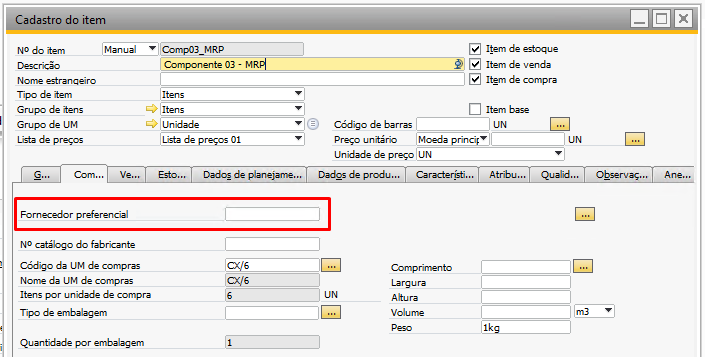 Cadastro do item
Nº do item Manual Comp03_MRP Item de estoque
Descrição Componente 03 - MRP Item de venda
Nome estrangeiro Item de compra
Tipo de item Itens
Grupo de itens Itens Item base
Grupo de UM Unidade Código de barras UN ...
Lista de preços Lista de preços 01 Preço unitário Moeda princip UN ...
Unidade de preço UN
G... Com... Ve... Esto... Dados de planejame... Dados de produ... Característi... Atribu... Qualid... Observaç... Ane...
Fornecedor preferencial ...
Nº catálogo do fabricante
Código da UM de compras CX/6 ... Comprimento ...
Nome da UM de compras CX/6 Largura
Itens por unidade de compra 6 UN Altura
Tipo de embalagem ... Volume m3
Peso 1kg
Quantidade por embalagem 1